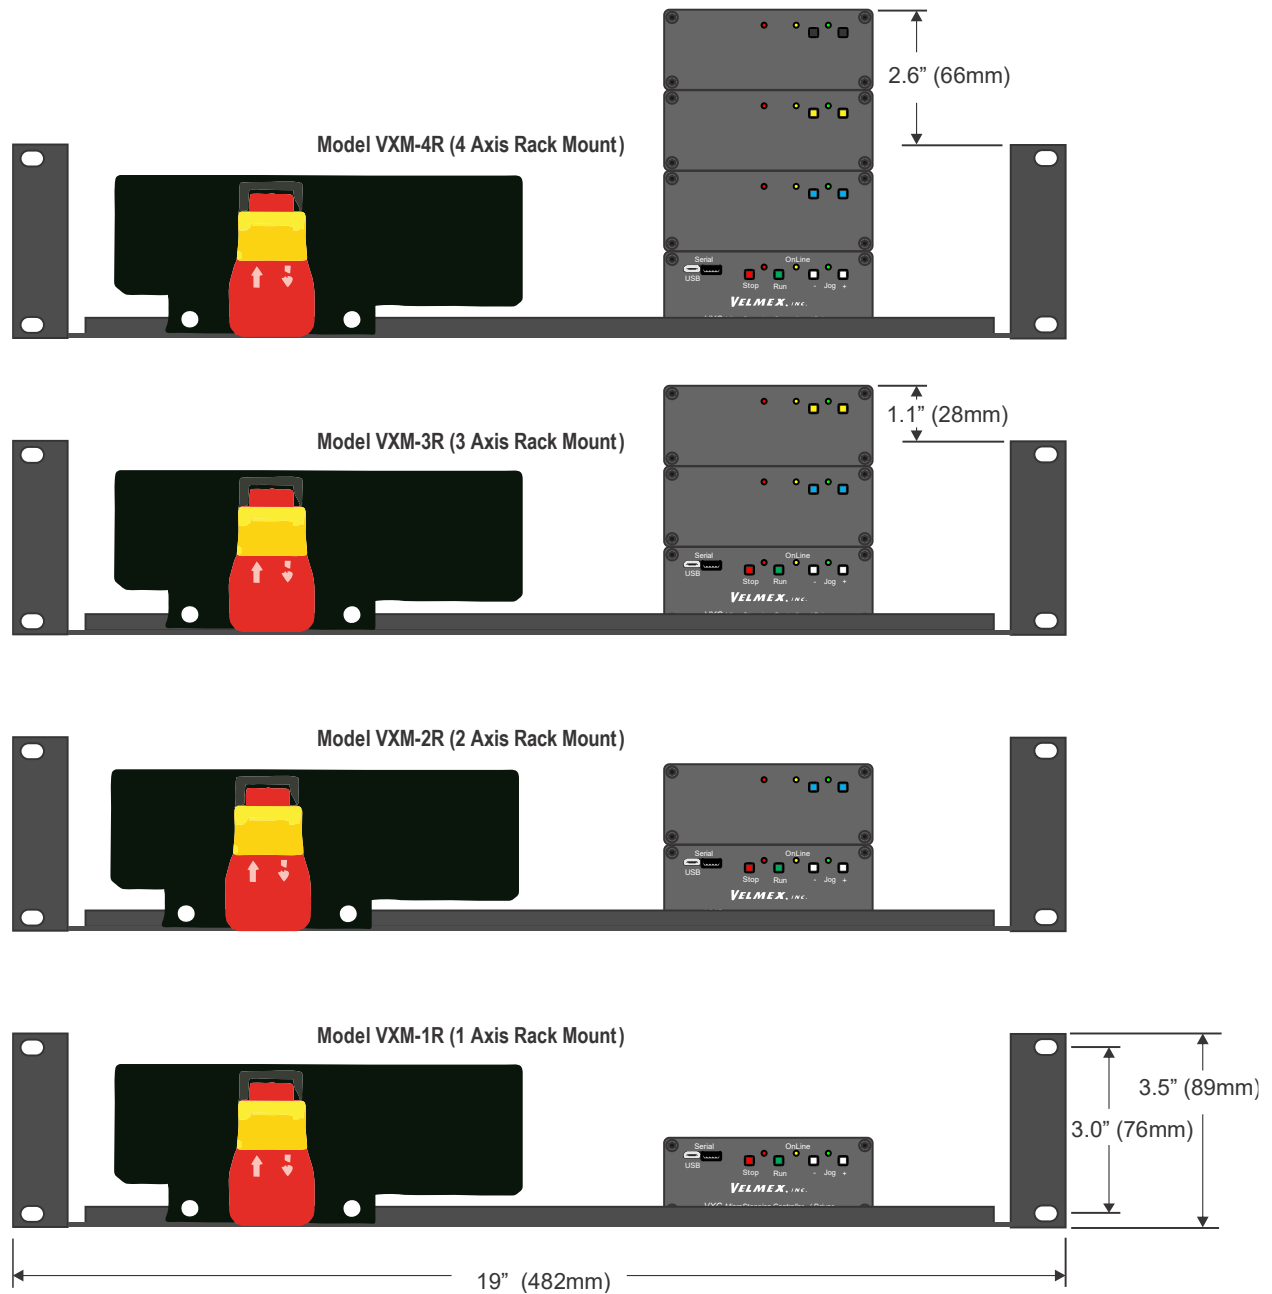 2.6” (66mm)
Model VXM-4R (4 Axis Rack Mount)
Serial OnLine
USB
Stop Run - Jog +
VELMEX, INC.
1.1” (28mm)
Model VXM-3R (3 Axis Rack Mount)
Serial OnLine
USB
Stop Run - Jog +
VELMEX, INC.
Model VXM-2R (2 Axis Rack Mount)
Serial OnLine
USB
Stop Run - Jog +
VELMEX, INC.
Model VXM-1R (1 Axis Rack Mount)
3.5” (89mm)
3.0” (76mm)
Serial OnLine
USB
Stop Run - Jog +
VELMEX, INC.
19” (482mm)